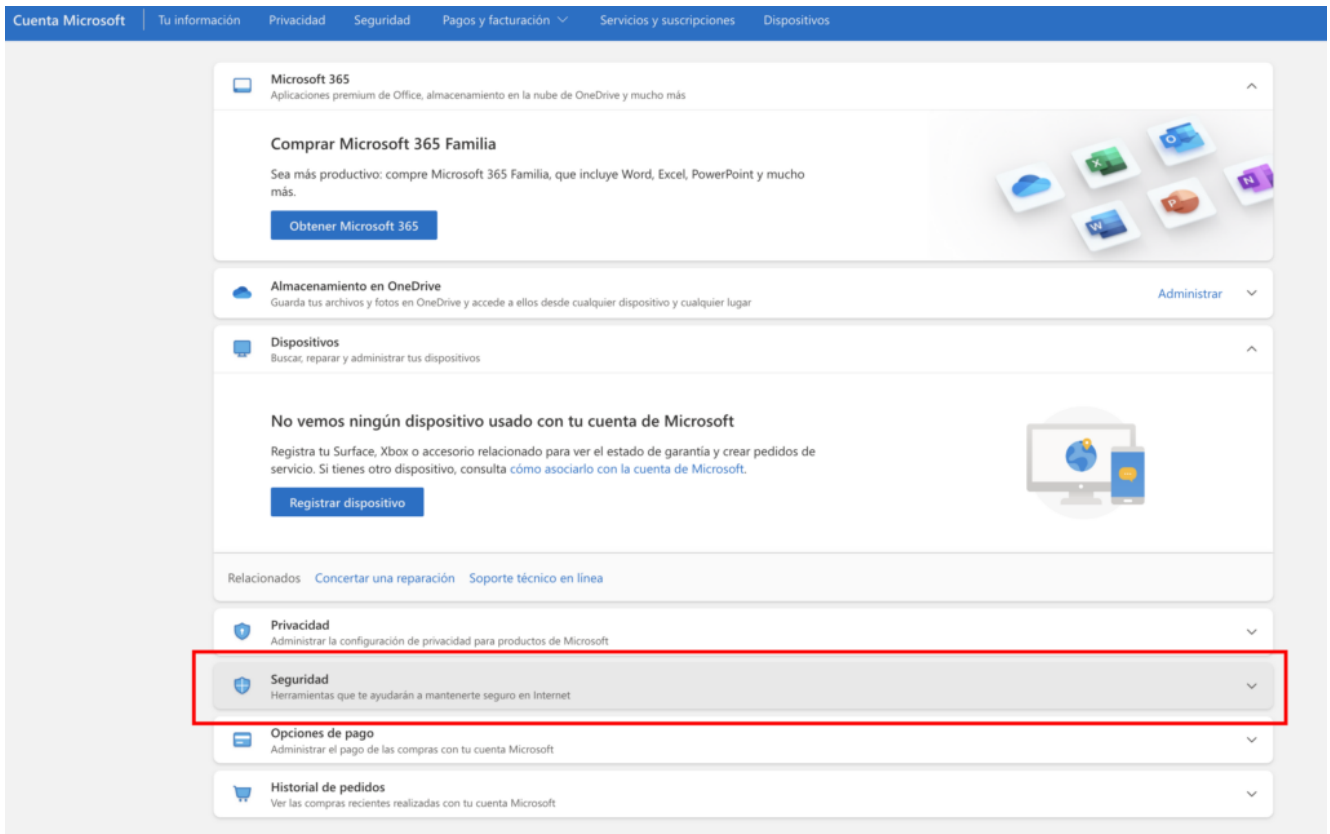 Cuenta Microsoft
Tu información
Privacidad
Seguridad
Pagos y facturación
Servicios y suscripciones
Dispositivos
Microsoft 365
Aplicaciones premium de Office, almacenamiento en la nube de OneDrive y mucho más
Comprar Microsoft 365 Familia
Sea más productivo: compre Microsoft 365 Familia, que incluye Word, Excel, PowerPoint y mucho
más.
Obtener Microsoft 365
Almacenamiento en OneDrive
Guarda tus archivos y fotos en OneDrive y accede a ellos desde cualquier dispositivo y cualquier lugar
Administrar
Dispositivos
Buscar, reparar y administrar tus dispositivos
No vemos ningún dispositivo usado con tu cuenta de Microsoft
Registra tu Surface, Xbox o accesorio relacionado para ver el estado de garantía y crear pedidos de
servicio. Si tienes otro dispositivo, consulta cómo asociarlo con la cuenta de Microsoft.
Registrar dispositivo
Relacionados
Concertar una reparación
Soporte técnico en línea
Privacidad
Administrar la configuración de privacidad para productos de Microsoft
Seguridad
Herramientas que te ayudarán a mantenerte seguro en Internet
Opciones de pago
Administrar el pago de las compras con tu cuenta Microsoft
Historial de pedidos
Ver las compras recientes realizadas con tu cuenta Microsoft